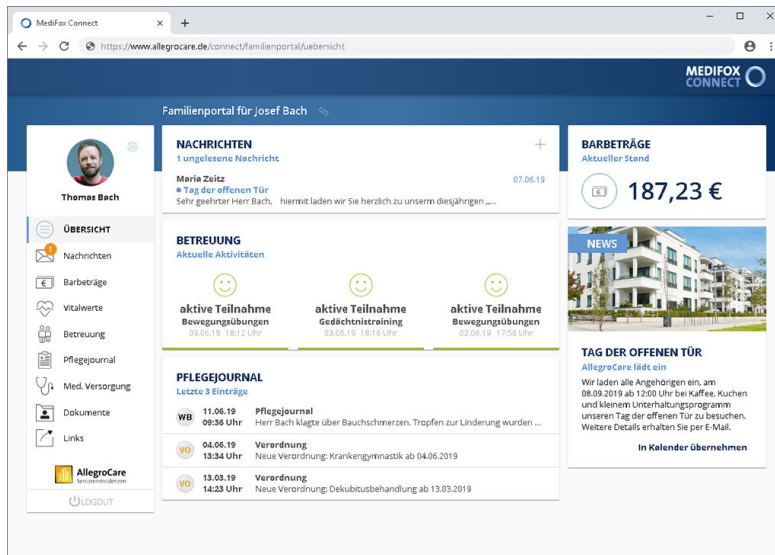 MediFox Connect
https://www.allegrocare.de/connect/familienportal/uebersicht
MEDIFOX
CONNECT
Familienportal für Josef Bach
Thomas Bach
ÜBERSICHT
1
Nachrichten
Barbeträge
Vitalwerte
Betreuung
Pflegejournal
Med. Versorgung
Dokumente
Links
AllegroCare
Seniorenresidenzen
LOGOUT
NACHRICHTEN
1 ungelesene Nachricht
Maria Zeitz 07.06.19
Tag der offenen Tür
Sehr geehrter Herr Bach, hiermit laden wir Sie herzlich zu unserm diesjährigen „...
BETREUUNG
Aktuelle Aktivitäten
aktive Teilnahme
Bewegungsübungen
09.06.19 18:12 Uhr
aktive Teilnahme
Gedächtnistraining
03.06.19 18:16 Uhr
aktive Teilnahme
Bewegungsübungen
02.06.19 17:56 Uhr
PFLEGEJOURNAL
Letzte 3 Einträge
WB 11.06.19 Pflegejournal
09:36 Uhr Herr Bach klagte über Bauchschmerzen. Tropfen zur Linderung wurden ...
VO 04.06.19 Verordnung
13:34 Uhr Neue Verordnung: Krankengymnastik ab 04.06.2019
VO 13.03.19 Verordnung
14:23 Uhr Neue Verordnung: Dekubitusbehandlung ab 13.03.2019
BARBETRÄGE
Aktueller Stand
€ 187,23 €
NEWS
TAG DER OFFENEN TÜR
AllegroCare lädt ein
Wir laden alle Angehörigen ein, am
08.09.2019 ab 12:00 Uhr bei Kaffee, Kuchen
und kleinem Unterhaltungsprogramm
unseren Tag der offenen Tür zu besuchen.
Weitere Details erhalten Sie per E-Mail.
In Kalender übernehmen